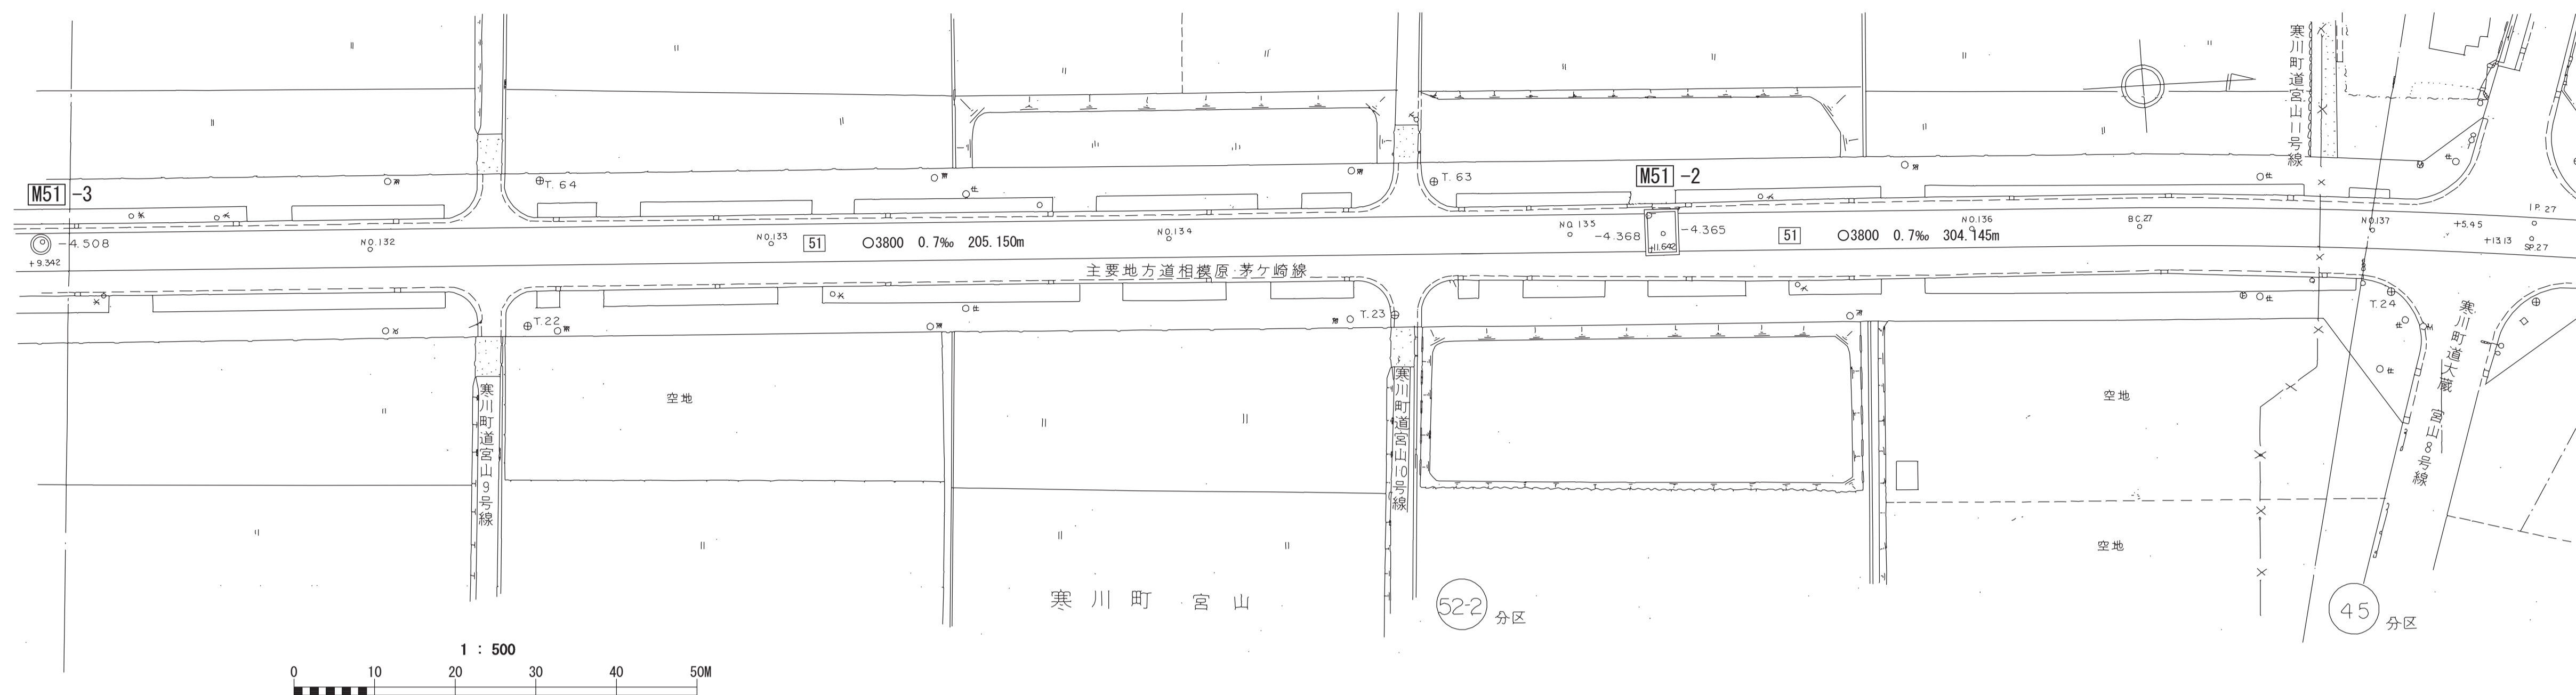 寒川町道宮山11号線
M51 -3
T. 64
T. 63
M51 -2
-4.508
+9.342
NO.132
NO.133
51
○3800 0.7‰ 205.150m
NO.134
NO.135
-4.368
+11.642
-4.365
51
○3800 0.7‰ 304.145m
NO.136
BC.27
NO.137
+5.45
IP. 27
+13.13
SP.27
主要地方道相模原・茅ケ崎線
T.22
T.23
T.24
寒川町道宮山9号線
空地
寒川町道宮山10号線
空地
寒川町道大蔵 宮山8号線
空地
寒川町 宮山
52-2 分区
45 分区
1 : 500
0 10 20 30 40 50M